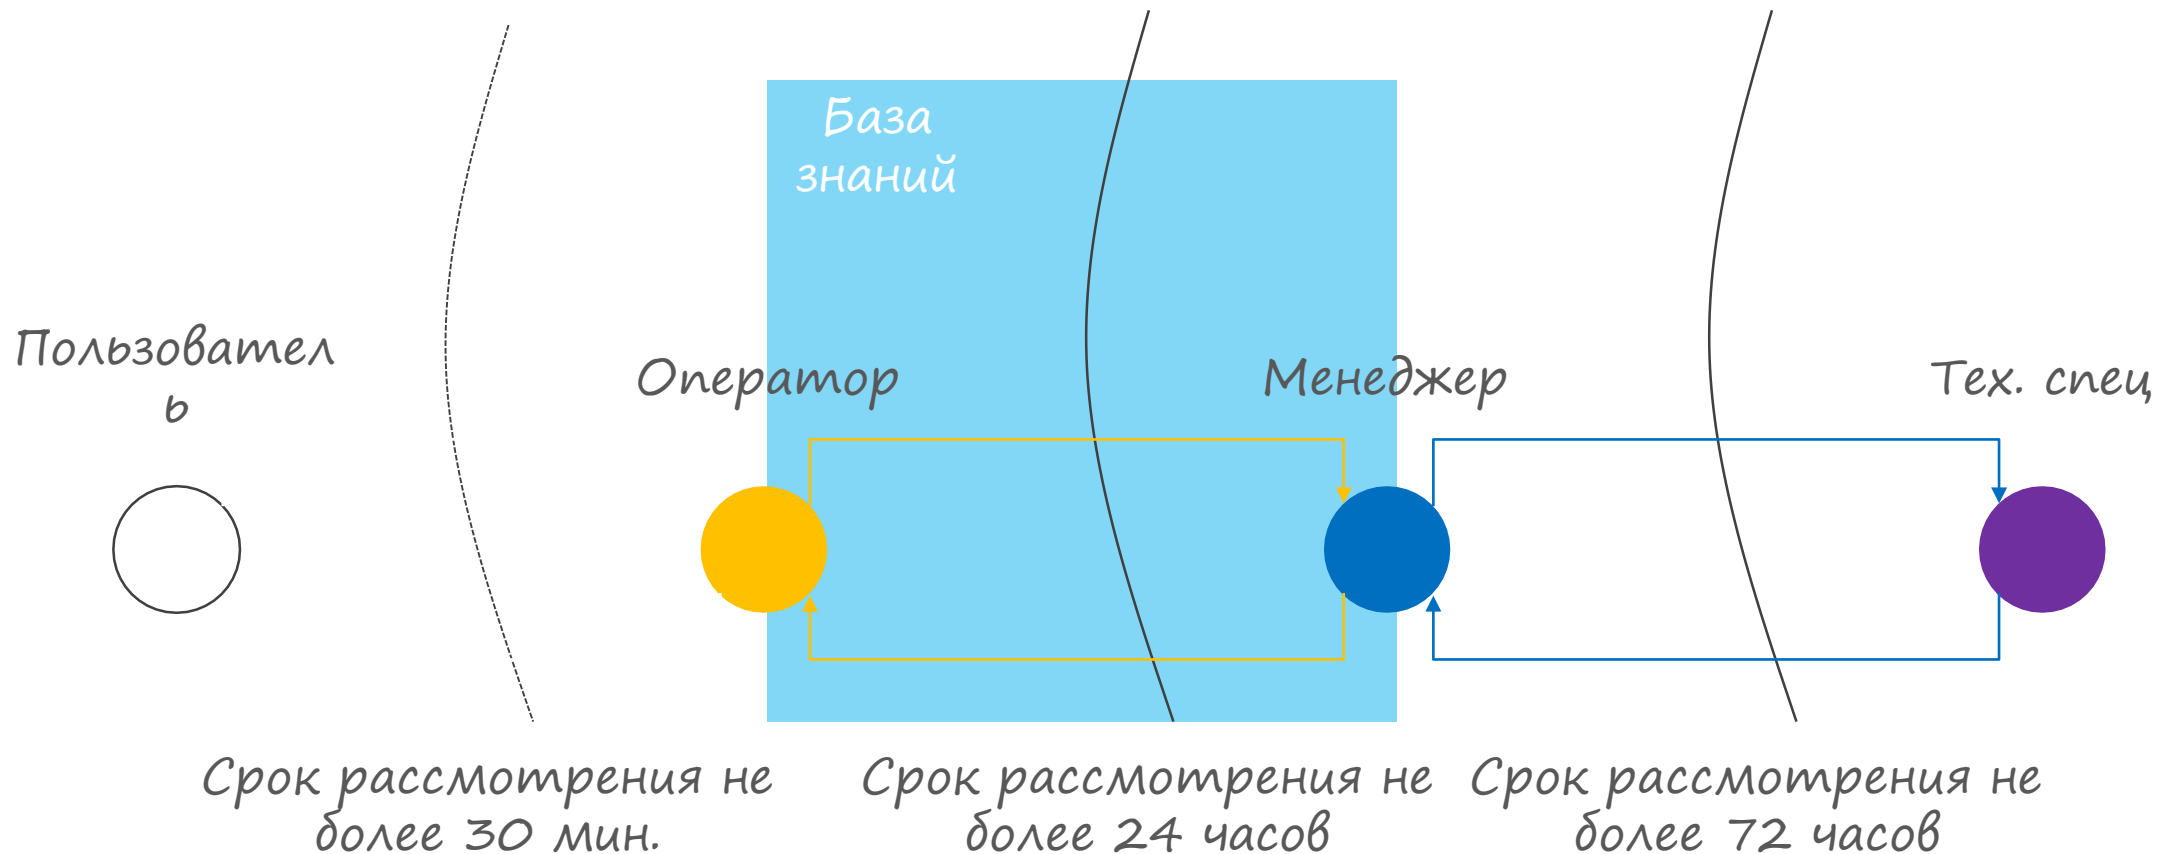 База
знаний
Пользовател
ь
Оператор
Менеджер
Тех. спец
Срок рассмотрения не
более 30 мин.
Срок рассмотрения не
более 24 часов
Срок рассмотрения не
более 72 часов